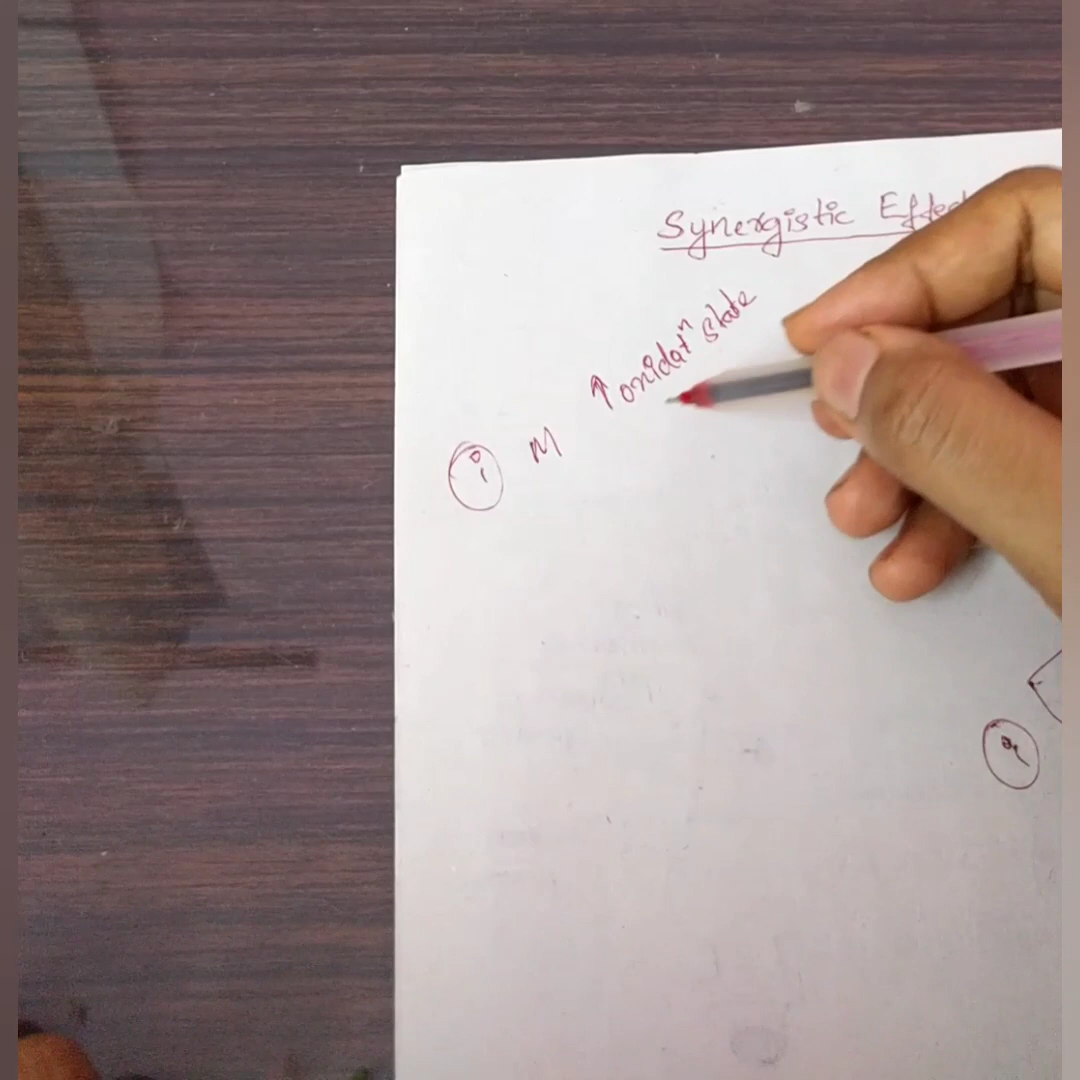 Synergistic Effect
↑ oxidatⁿ state
i M